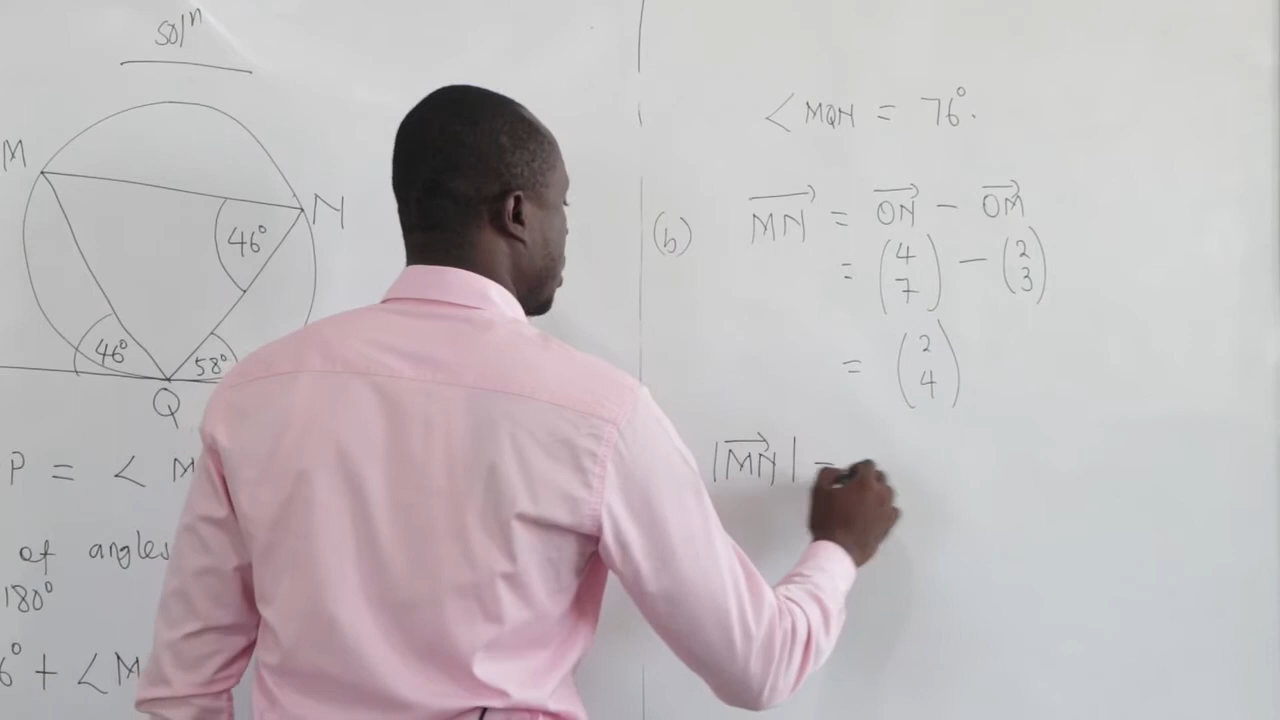 solⁿ
M
N
46°
46°
58°
Q
P = < M
of angles
180°
6° + <M
<MQN = 76°.
(b) MN = ON - OM
= (4 7) - (2 3)
= (2 4)
|MN| =